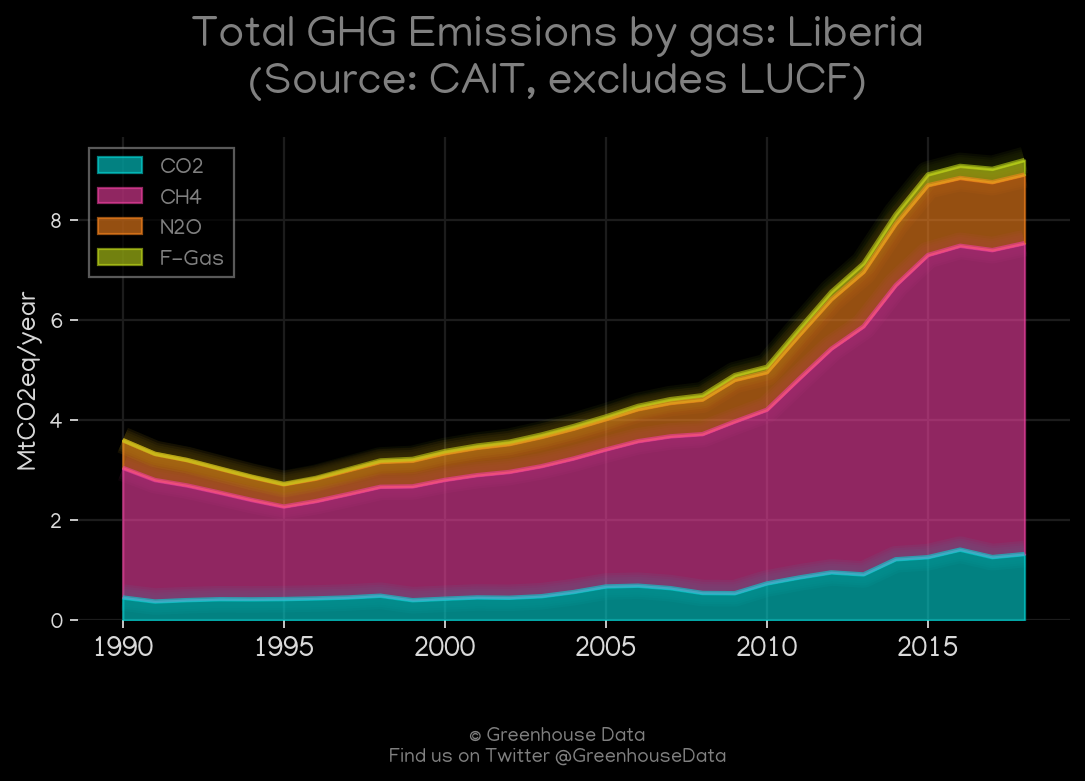 Total GHG Emissions by gas: Liberia
(Source: CAIT, excludes LUCF)
CO2
CH4
N2O
F-Gas
MtCO2eq/year
8
6
4
2
0
1990 1995 2000 2005 2010 2015
© Greenhouse Data
Find us on Twitter @GreenhouseData